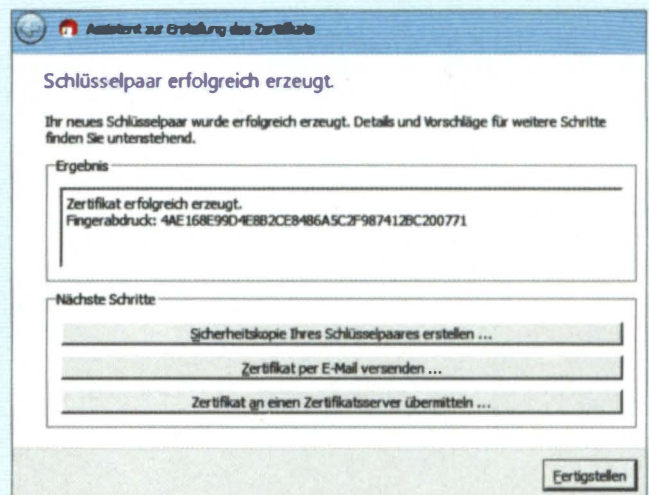 Assistent zur Erstellung des Zertifikats
Schlüsselpaar erfolgreich erzeugt.
Ihr neues Schlüsselpaar wurde erfolgreich erzeugt. Details und Vorschläge für weitere Schritte
finden Sie untenstehend.
Ergebnis
Zertifikat erfolgreich erzeugt.
Fingerabdruck: 4AE168E99D4E8B2CE8486A5C2F987412BC200771
Nächste Schritte
Sicherheitskopie Ihres Schlüsselpaares erstellen ...
Zertifikat per E-Mail versenden ...
Zertifikat an einen Zertifikatsserver übermitteln ...
Fertigstellen